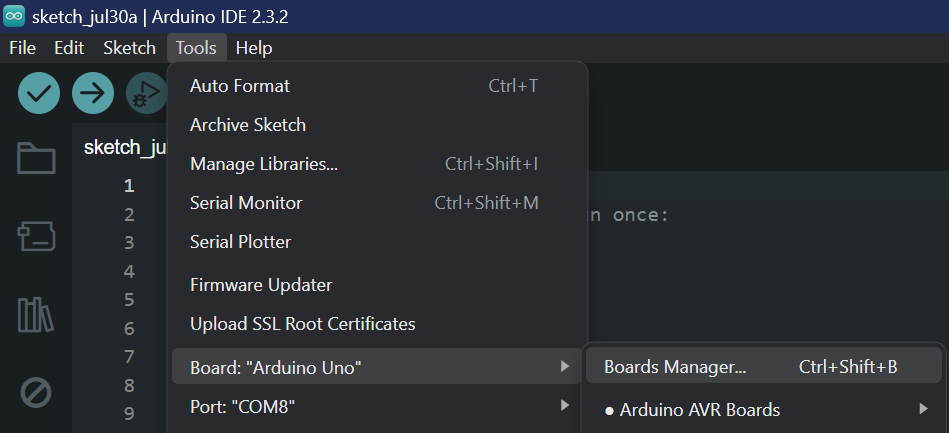 sketch_jul30a | Arduino IDE 2.3.2
File Edit Sketch Tools Help
Auto Format Ctrl+T
Archive Sketch
sketch_ju
Manage Libraries... Ctrl+Shift+I
1
Serial Monitor Ctrl+Shift+M
2 n once:
Serial Plotter
3
4
Firmware Updater
5
Upload SSL Root Certificates
6
7
Board: "Arduino Uno" Boards Manager... Ctrl+Shift+B
8
Port: "COM8" ● Arduino AVR Boards
9